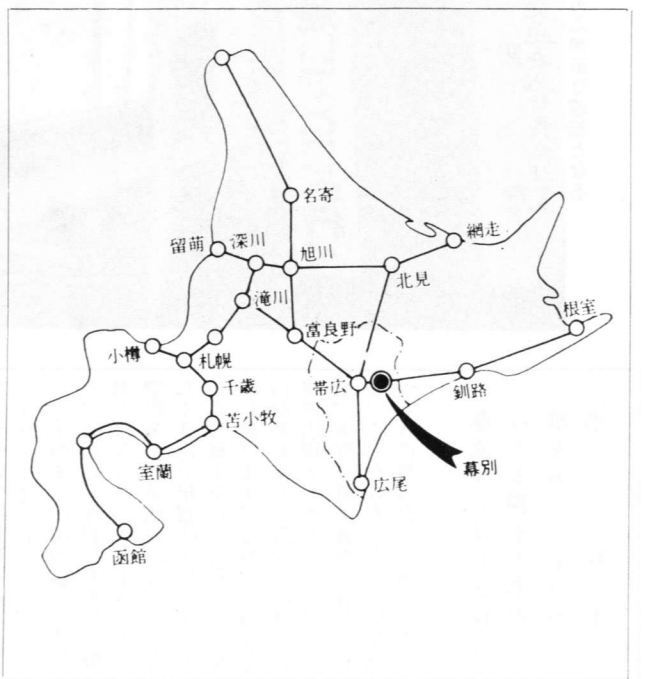 名寄
留萌
深川
旭川
網走
北見
滝川
根室
富良野
小樽
札幌
千歳
帯広
釧路
苫小牧
室蘭
幕別
広尾
函館